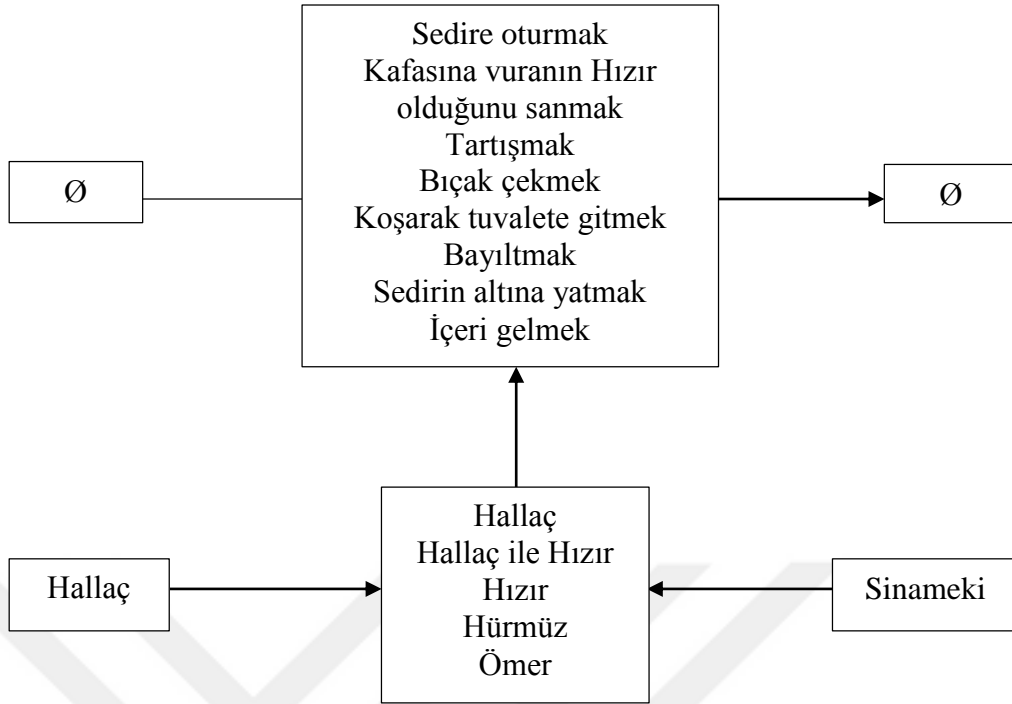 Sedire oturmak
Kafasına vuranın Hızır
olduğunu sanmak
Tartışmak
Bıçak çekmek
Koşarak tuvalete gitmek
Bayıltmak
Sedirin altına yatmak
İçeri gelmek
Ø
Ø
Hallaç
Hallaç
Hallaç ile Hızır
Hızır
Hürmüz
Ömer
Sinameki